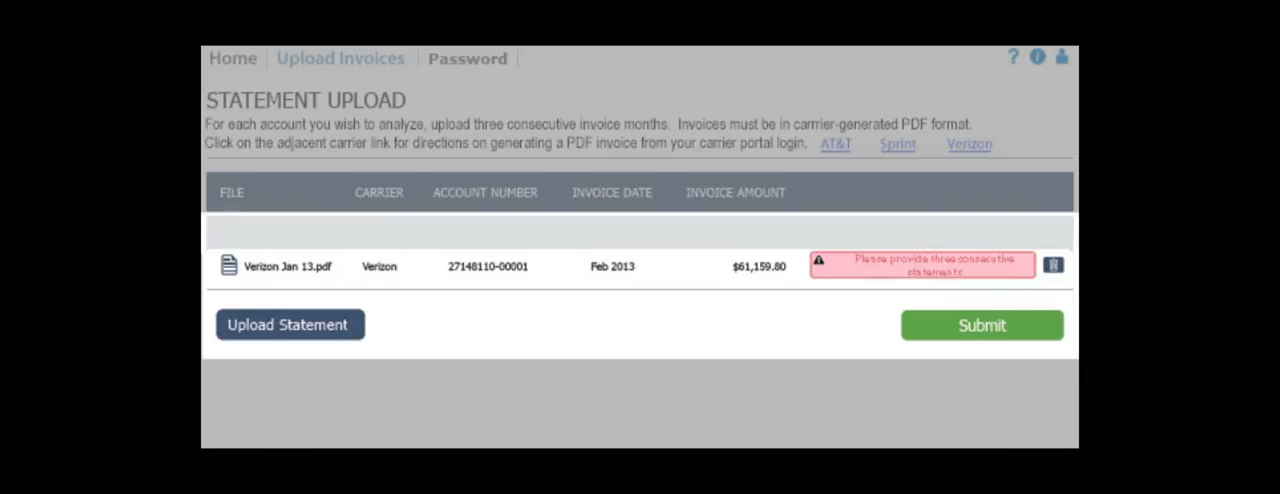 Home Upload Invoices Password ?
STATEMENT UPLOAD
For each account you wish to analyze, upload three consecutive invoice months. Invoices must be in carrrier-generated PDF format.
Click on the adjacent carrier link for directions on generating a PDF invoice from your carrier portal login. AT&T Sprint Verizon
FILE CARRIER ACCOUNT NUMBER INVOICE DATE INVOICE AMOUNT
Verizon Jan 13.pdf Verizon 27148110-00001 Feb 2013 $61,159.80 Please provide three consecutive
statements
Upload Statement Submit